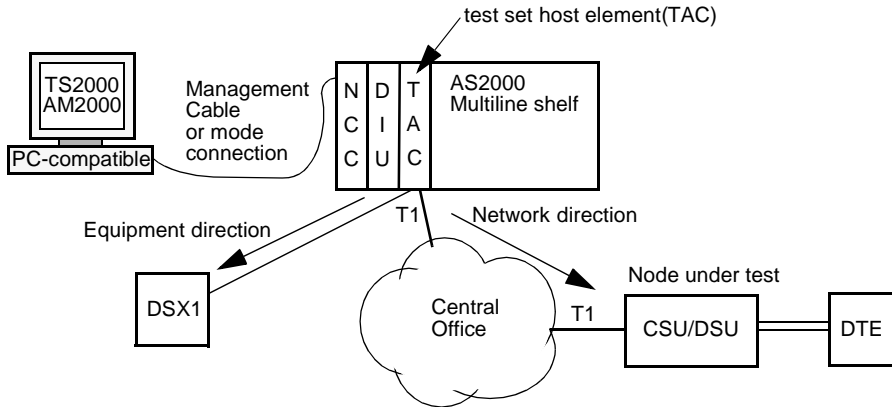 test set host element(TAC)
TS2000
AM2000
PC-compatible
Management
Cable
or mode
connection
N
C
C
D
I
U
T
A
C
AS2000
Multiline shelf
Equipment direction
T1
Network direction
DSX1
Central
Office
Node under test
T1
CSU/DSU
DTE